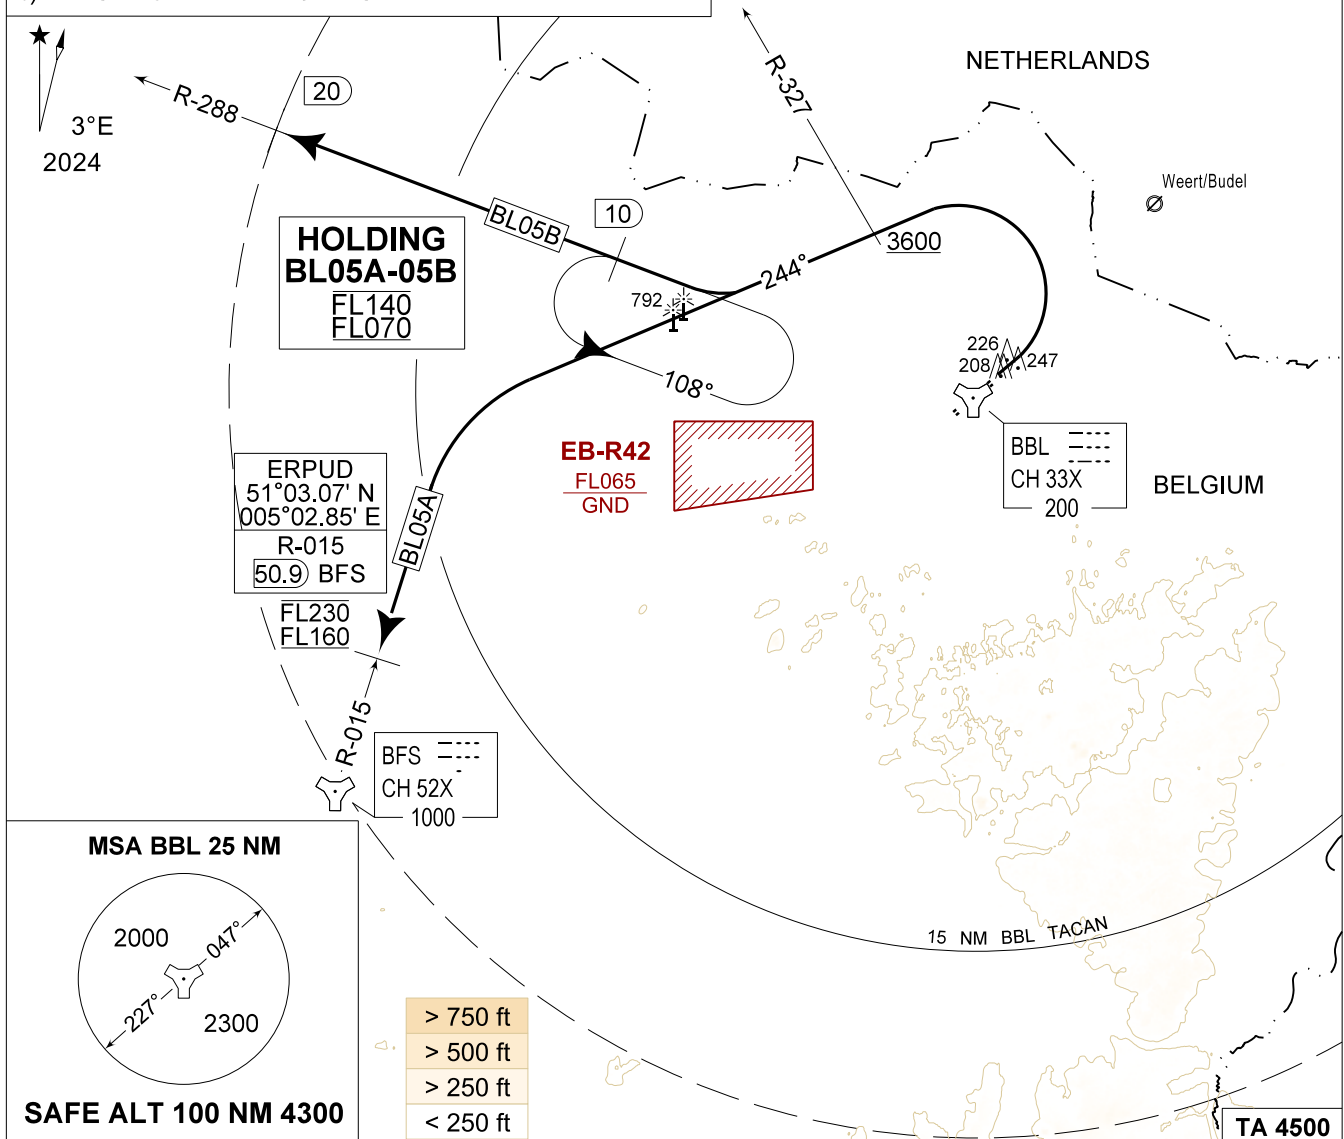 NETHERLANDS
R-327
20
R-288
3°E
2024
Weert/Budel
10
BL05B
HOLDING
BL05A-05B
FL140
FL070
3600
244°
792
226
208
247
108°
EB-R42
FL065
GND
BBL
CH 33X
200
BELGIUM
ERPUD
51°03.07' N
005°02.85' E
R-015
50.9 BFS
FL230
FL160
BL05A
R-015
BFS
CH 52X
1000
MSA BBL 25 NM
2000
047°
227°
2300
SAFE ALT 100 NM 4300
15 NM BBL TACAN
> 750 ft
> 500 ft
> 250 ft
< 250 ft
TA 4500